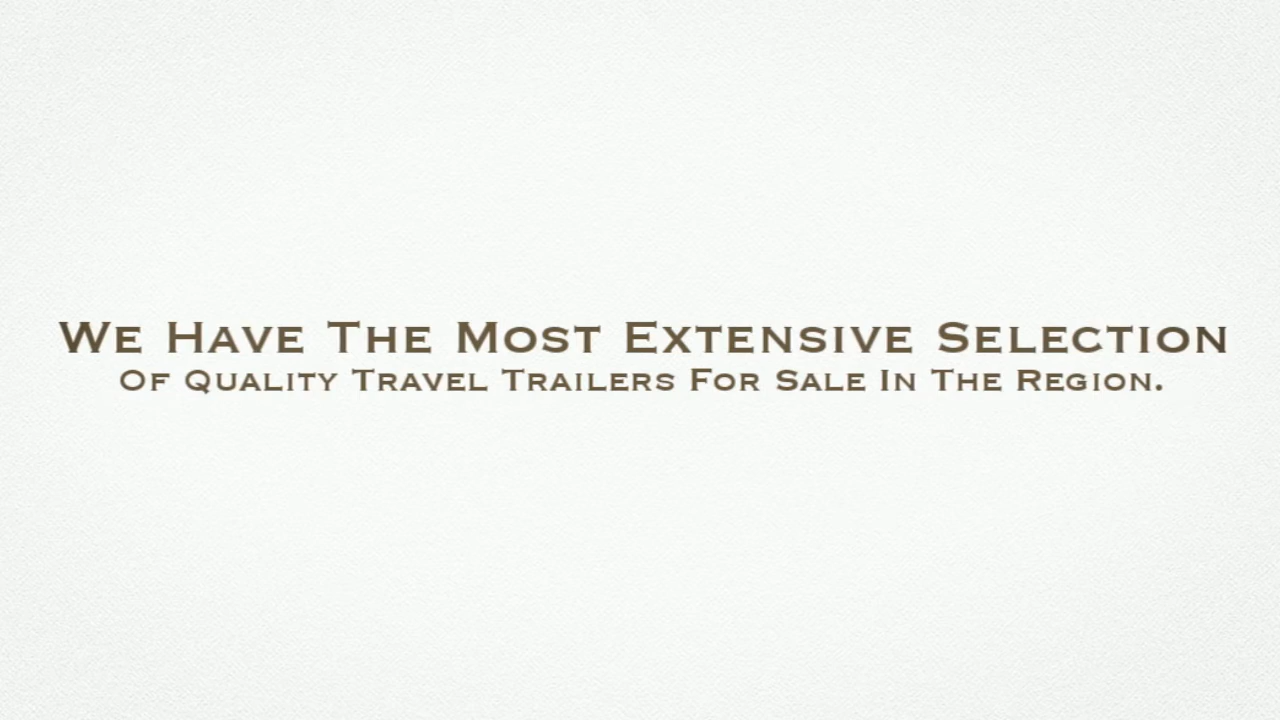 We Have The Most Extensive Selection
Of Quality Travel Trailers For Sale In The Region.